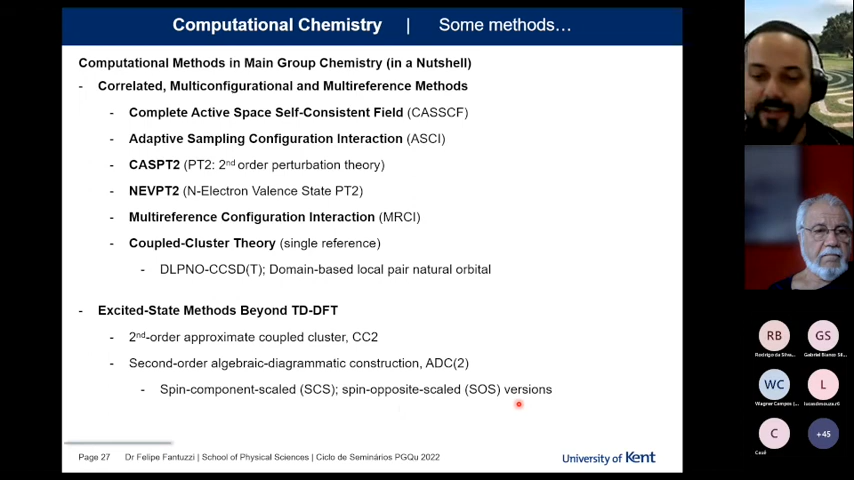 Computational Chemistry | Some methods…
Computational Methods in Main Group Chemistry (in a Nutshell)
- Correlated, Multiconfigurational and Multireference Methods
- Complete Active Space Self-Consistent Field (CASSCF)
- Adaptive Sampling Configuration Interaction (ASCI)
- CASPT2 (PT2: 2nd order perturbation theory)
- NEVPT2 (N-Electron Valence State PT2)
- Multireference Configuration Interaction (MRCI)
- Coupled-Cluster Theory (single reference)
- DLPNO-CCSD(T); Domain-based local pair natural orbital
- Excited-State Methods Beyond TD-DFT
- 2nd-order approximate coupled cluster, CC2
- Second-order algebraic-diagrammatic construction, ADC(2)
- Spin-component-scaled (SCS); spin-opposite-scaled (SOS) versions
Page 27 Dr Felipe Fantuzzi | School of Physical Sciences | Ciclo de Seminários PGQu 2022
University of Kent
RB
GS
Rodrigo da Silva...
WC
L
Wagner Campos (...
C
+45